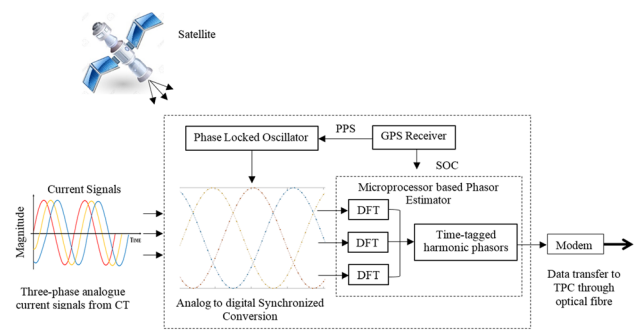 Satellite
Phase Locked Oscillator
PPS
GPS Receiver
SOC
Current Signals
Magnitude
TIME
Three-phase analogue
current signals from CT
Analog to digital Synchronized
Conversion
Microprocessor based Phasor
Estimator
DFT
DFT
DFT
Time-tagged
harmonic phasors
Modem
Data transfer to
TPC through
optical fibre